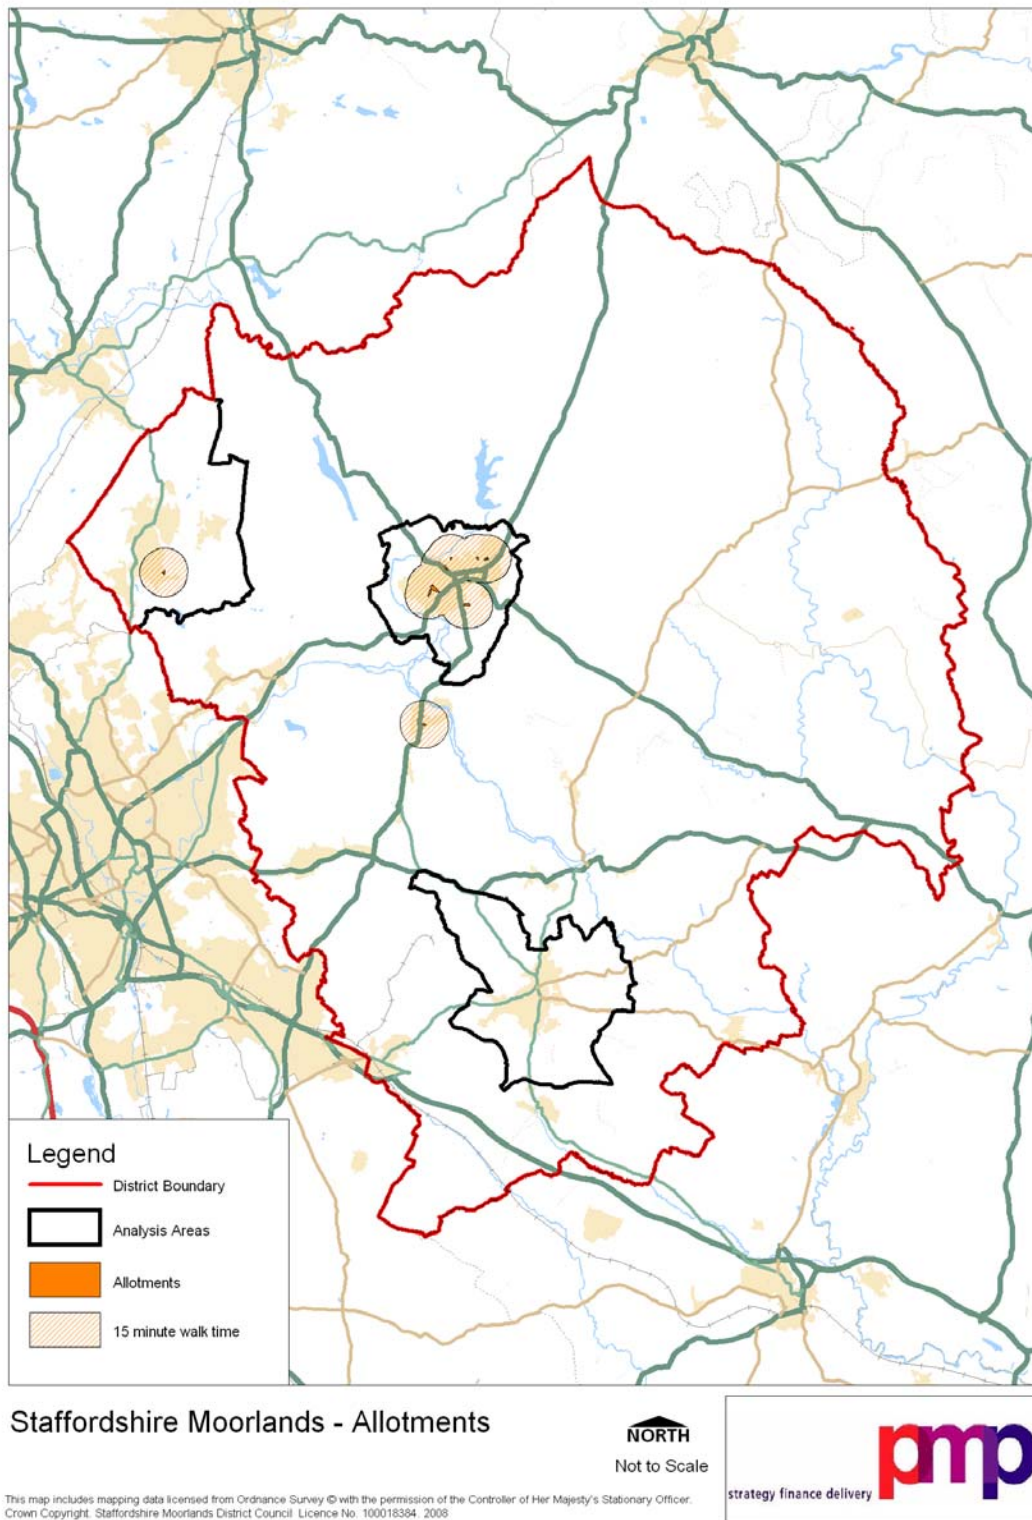 Legend
District Boundary
Analysis Areas
Allotments
15 minute walk time
Staffordshire Moorlands - Allotments
NORTH
Not to Scale
pmp
strategy finance delivery
This map includes mapping data licensed from Ordnance Survey © with the permission of the Controller of Her Majesty's Stationary Officer.
Crown Copyright. Staffordshire Moorlands District Council Licence No. 100018384. 2008